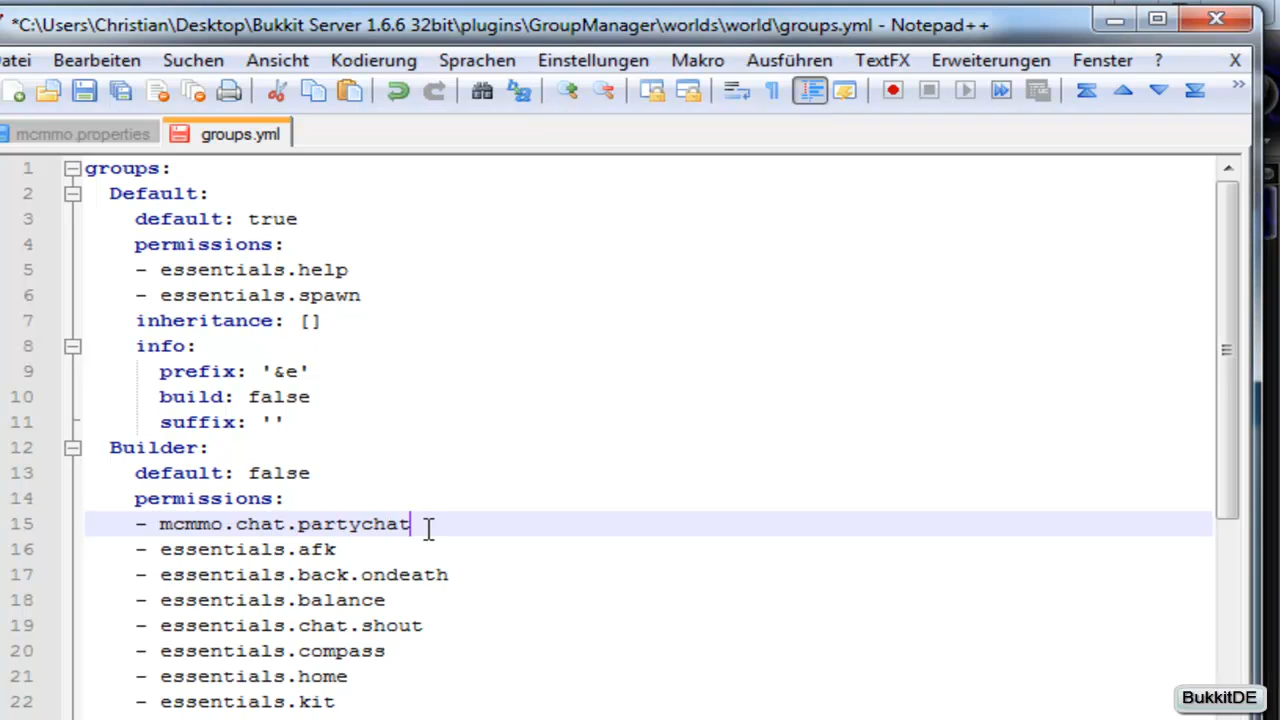 *C:\Users\Christian\Desktop\Bukkit Server 1.6.6 32bit\plugins\GroupManager\worlds\world\groups.yml - Notepad++
atei Bearbeiten Suchen Ansicht Kodierung Sprachen Einstellungen Makro Ausführen TextFX Erweiterungen Fenster ? X
mcmmo.properties groups.yml
1 groups:
2 Default:
3 default: true
4 permissions:
5 - essentials.help
6 - essentials.spawn
7 inheritance: []
8 info:
9 prefix: '&e'
10 build: false
11 suffix: ''
12 Builder:
13 default: false
14 permissions:
15 - mcmmo.chat.partychat
16 - essentials.afk
17 - essentials.back.ondeath
18 - essentials.balance
19 - essentials.chat.shout
20 - essentials.compass
21 - essentials.home
22 - essentials.kit
BukkitDE